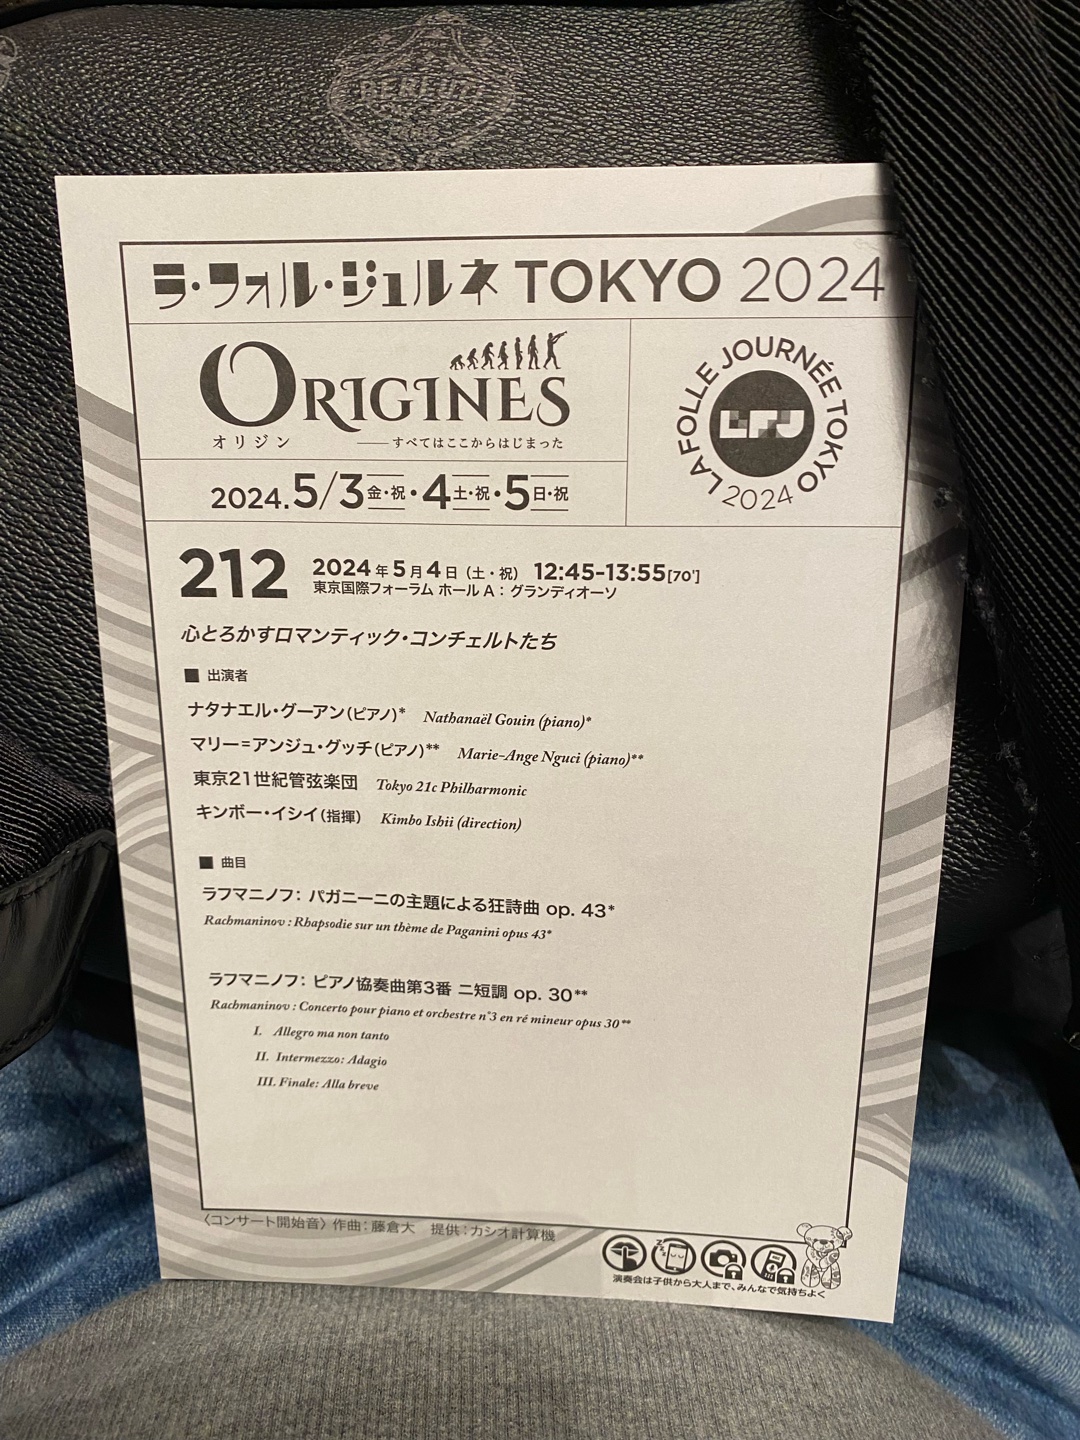 ラ・フォル・ジュルネ TOKYO 2024
ORIGINES
オリジン ── すべてはここからはじまった
2024.5/3金・祝・4土・祝・5日・祝
LA FOLLE JOURNÉE TOKYO
LFJ
2024
212 2024年5月4日（土・祝） 12:45-13:55[70']
東京国際フォーラム ホールA：グランディオーソ
心とろかすロマンティック・コンチェルトたち
■ 出演者
ナタナエル・グーアン（ピアノ）* Nathanaël Gouin (piano)*
マリー=アンジュ・グッチ（ピアノ）** Marie-Ange Nguci (piano)**
東京21世紀管弦楽団 Tokyo 21c Philharmonic
キンボー・イシイ（指揮） Kimbo Ishii (direction)
■ 曲目
ラフマニノフ：パガニーニの主題による狂詩曲 op. 43*
Rachmaninov : Rhapsodie sur un thème de Paganini opus 43*
ラフマニノフ：ピアノ協奏曲第3番 ニ短調 op. 30**
Rachmaninov : Concerto pour piano et orchestre n°3 en ré mineur opus 30**
I. Allegro ma non tanto
II. Intermezzo: Adagio
III. Finale: Alla breve
〈コンサート開始音〉作曲：藤倉大 提供：カシオ計算機
演奏会は子供から大人まで、みんなで気持ちよく